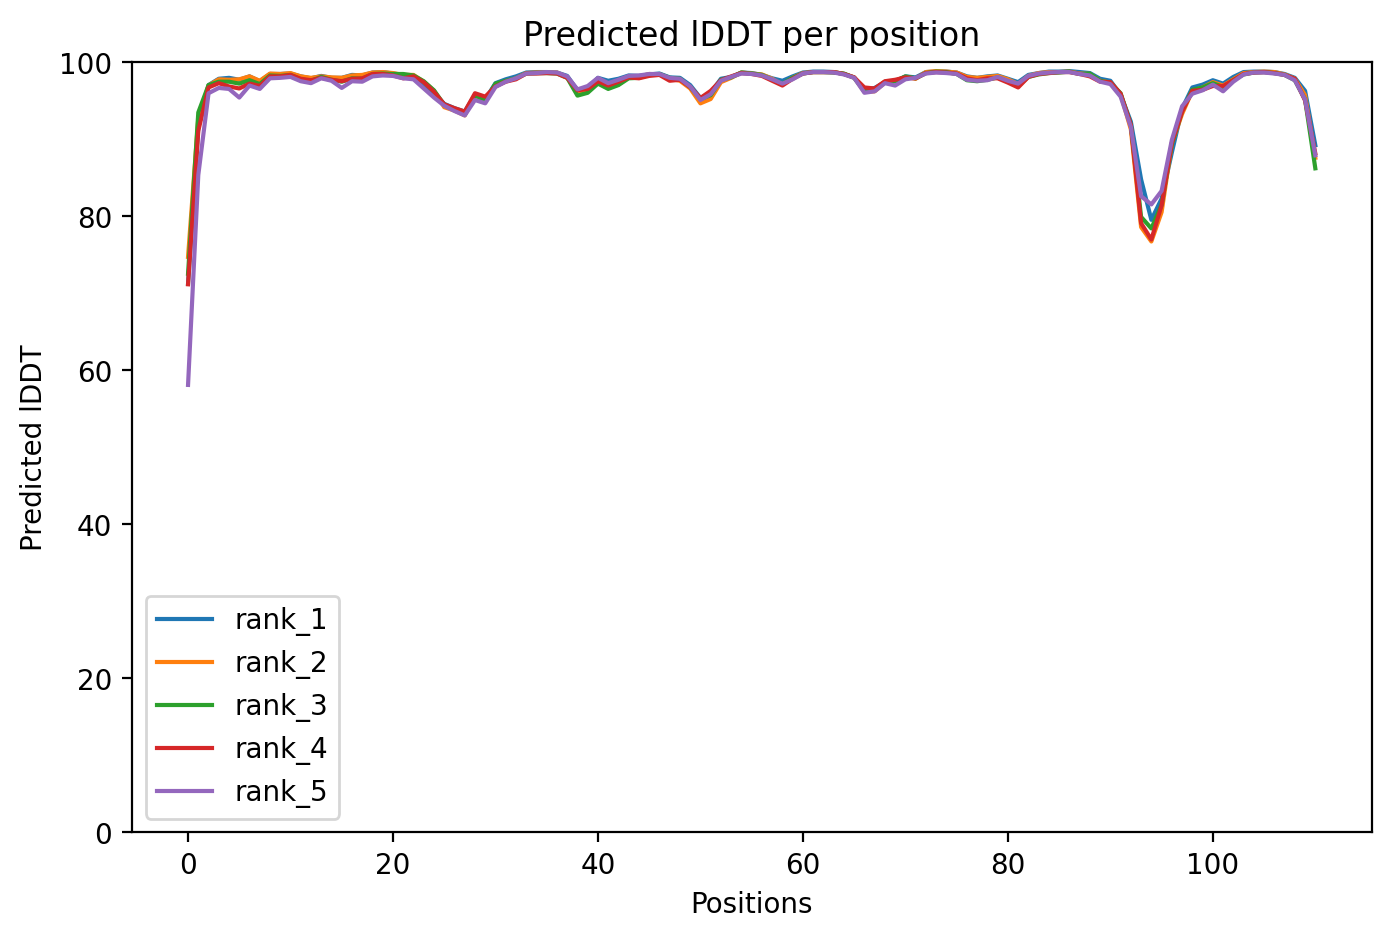 Predicted lDDT per position
100
80
60
40
20
0
Predicted lDDT
rank_1
rank_2
rank_3
rank_4
rank_5
0 20 40 60 80 100
Positions